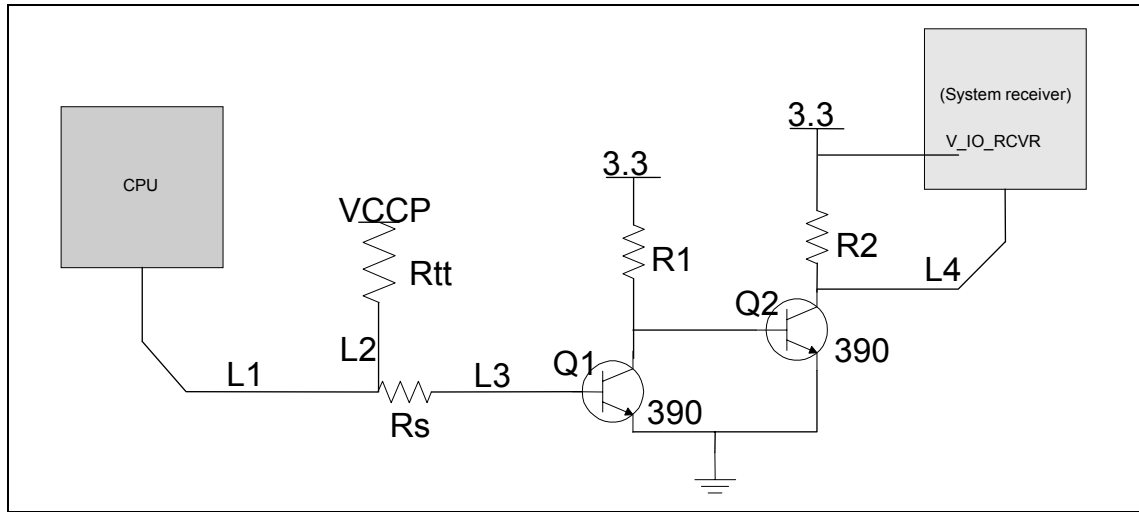 CPU
L1
VCCP
Rtt
L2
Rs
L3
3.3
R1
Q1
390
3.3
R2
Q2
390
L4
(System receiver)
V_IO_RCVR